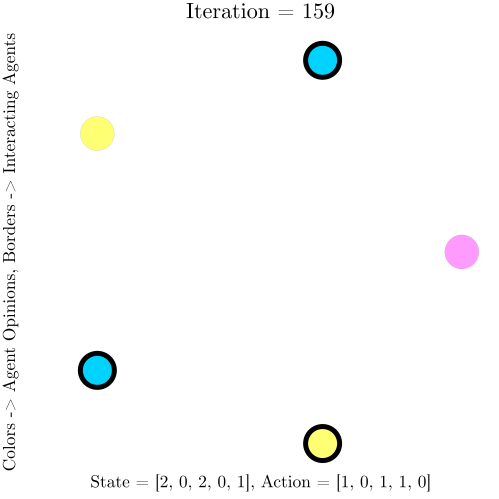 Iteration = 159
Colors -> Agent Opinions, Borders -> Interacting Agents
State = [2, 0, 2, 0, 1], Action = [1, 0, 1, 1, 0]